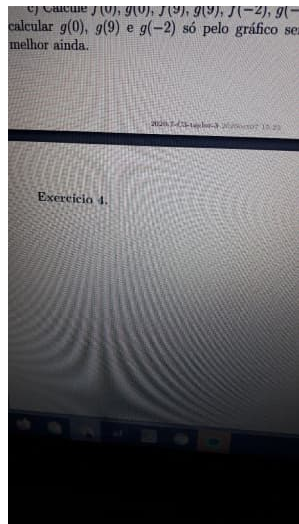 c) Calcule f(0), g(0), f(9), g(9), f(−2), g(−
calcular g(0), g(9) e g(−2) só pelo gráfico se
melhor ainda.
Exercício 4.